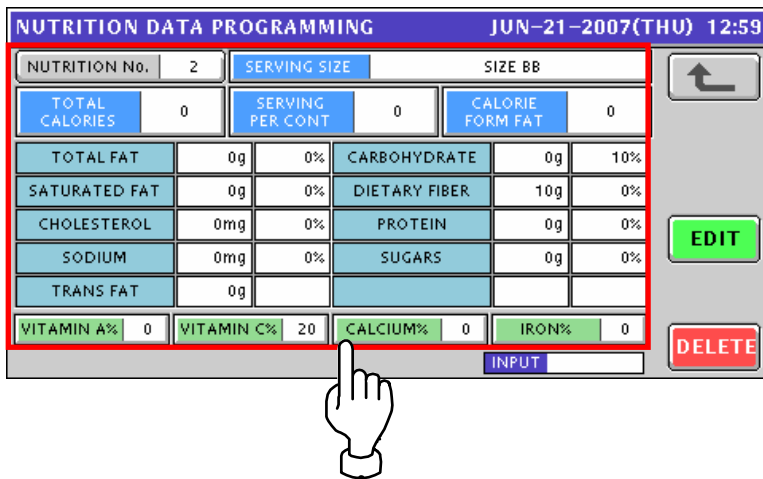 NUTRITION DATA PROGRAMMING JUN-21-2007(THU) 12:59
NUTRITION No. 2 SERVING SIZE SIZE BB
TOTAL CALORIES 0 SERVING PER CONT 0 CALORIE FORM FAT 0
TOTAL FAT 0g 0% CARBOHYDRATE 0g 10%
SATURATED FAT 0g 0% DIETARY FIBER 10g 0%
CHOLESTEROL 0mg 0% PROTEIN 0g 0%
EDIT
SODIUM 0mg 0% SUGARS 0g 0%
TRANS FAT 0g
VITAMIN A% 0 VITAMIN C% 20 CALCIUM% 0 IRON% 0
DELETE
INPUT